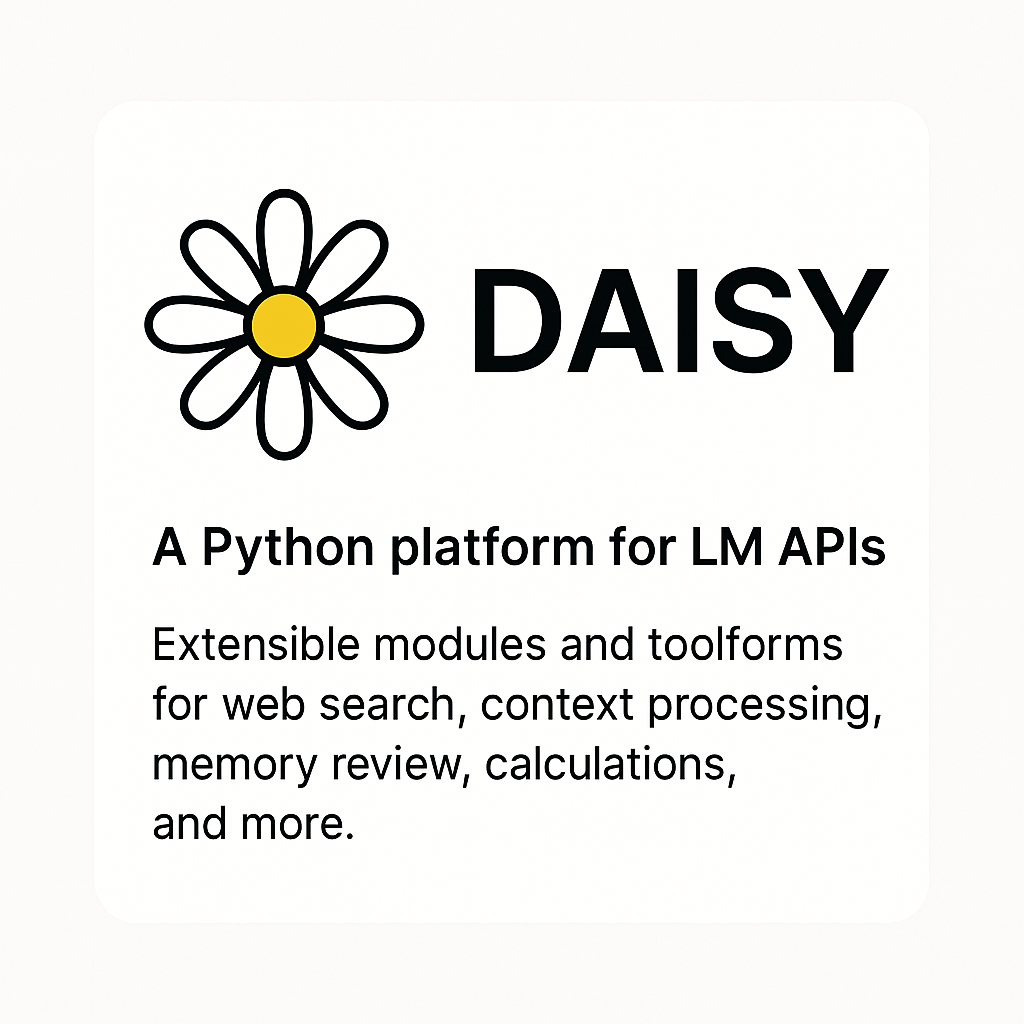 DAISY
A Python platform for LM APIs
Extensible modules and toolforms
for web search, context processing,
memory review, calculations,
and more.